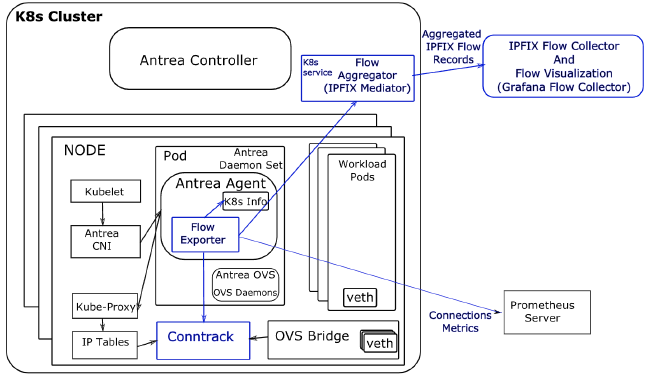 K8s Cluster
Antrea Controller
K8s
service
Flow
Aggregator
(IPFIX Mediator)
Aggregated
IPFIX Flow
Records
IPFIX Flow Collector
And
Flow Visualization
(Grafana Flow Collector)
NODE
Pod
Antrea
Daemon Set
Antrea Agent
K8s Info
Flow
Exporter
Antrea OVS
OVS Daemons
Workload
Pods
veth
Kubelet
Antrea
CNI
Kube-Proxy
IP Tables
Conntrack
OVS Bridge
veth
Connections
Metrics
Prometheus
Server